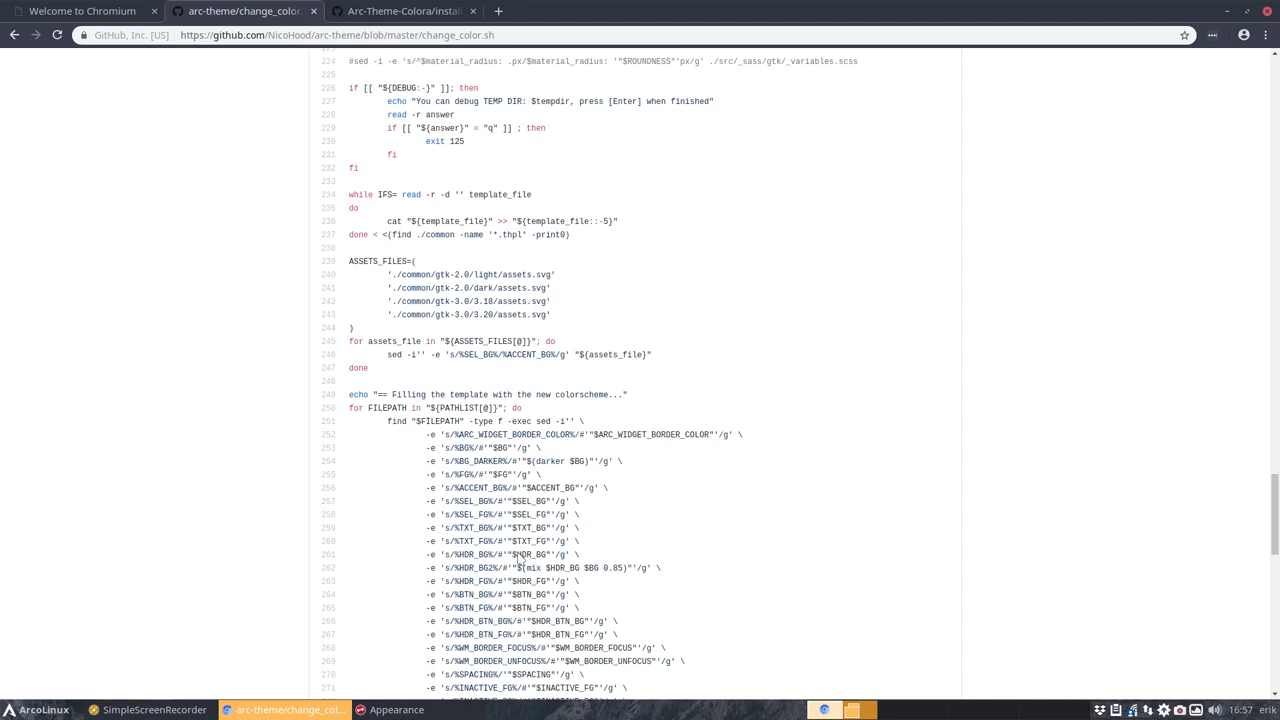 Welcome to Chromium
arc-theme/change_color.
Arc-Theme-Colora/instal
GitHub, Inc. [US]
https://github.com/NicoHood/arc-theme/blob/master/change_color.sh
223
224 #sed -i -e 's/^$material_radius: .px/$material_radius: '"$ROUNDNESS"'px/g' ./src/_sass/gtk/_variables.scss
225
226 if [[ "${DEBUG:-}" ]]; then
227 echo "You can debug TEMP DIR: $tempdir, press [Enter] when finished"
228 read -r answer
229 if [[ "${answer}" = "q" ]] ; then
230 exit 125
231 fi
232 fi
233
234 while IFS= read -r -d '' template_file
235 do
236 cat "${template_file}" >> "${template_file::-5}"
237 done < <(find ./common -name '*.thpl' -print0)
238
239 ASSETS_FILES=(
240 './common/gtk-2.0/light/assets.svg'
241 './common/gtk-2.0/dark/assets.svg'
242 './common/gtk-3.0/3.18/assets.svg'
243 './common/gtk-3.0/3.20/assets.svg'
244 )
245 for assets_file in "${ASSETS_FILES[@]}"; do
246 sed -i'' -e 's/%SEL_BG%/%ACCENT_BG%/g' "${assets_file}"
247 done
248
249 echo "== Filling the template with the new colorscheme..."
250 for FILEPATH in "${PATHLIST[@]}"; do
251 find "$FILEPATH" -type f -exec sed -i'' \
252 -e 's/%ARC_WIDGET_BORDER_COLOR%/#'"$ARC_WIDGET_BORDER_COLOR"'/g' \
253 -e 's/%BG%/#'"$BG"'/g' \
254 -e 's/%BG_DARKER%/#'"$(darker $BG)"'/g' \
255 -e 's/%FG%/#'"$FG"'/g' \
256 -e 's/%ACCENT_BG%/#'"$ACCENT_BG"'/g' \
257 -e 's/%SEL_BG%/#'"$SEL_BG"'/g' \
258 -e 's/%SEL_FG%/#'"$SEL_FG"'/g' \
259 -e 's/%TXT_BG%/#'"$TXT_BG"'/g' \
260 -e 's/%TXT_FG%/#'"$TXT_FG"'/g' \
261 -e 's/%HDR_BG%/#'"$HDR_BG"'/g' \
262 -e 's/%HDR_BG2%/#'"$(mix $HDR_BG $BG 0.85)"'/g' \
263 -e 's/%HDR_FG%/#'"$HDR_FG"'/g' \
264 -e 's/%BTN_BG%/#'"$BTN_BG"'/g' \
265 -e 's/%BTN_FG%/#'"$BTN_FG"'/g' \
266 -e 's/%HDR_BTN_BG%/#'"$HDR_BTN_BG"'/g' \
267 -e 's/%HDR_BTN_FG%/#'"$HDR_BTN_FG"'/g' \
268 -e 's/%WM_BORDER_FOCUS%/#'"$WM_BORDER_FOCUS"'/g' \
269 -e 's/%WM_BORDER_UNFOCUS%/#'"$WM_BORDER_UNFOCUS"'/g' \
270 -e 's/%SPACING%/'"$SPACING"'/g' \
271 -e 's/%INACTIVE_FG%/#'"$INACTIVE_FG"'/g' \
ArcoLinux
SimpleScreenRecorder
arc-theme/change_col...
Appearance
16:57 erik